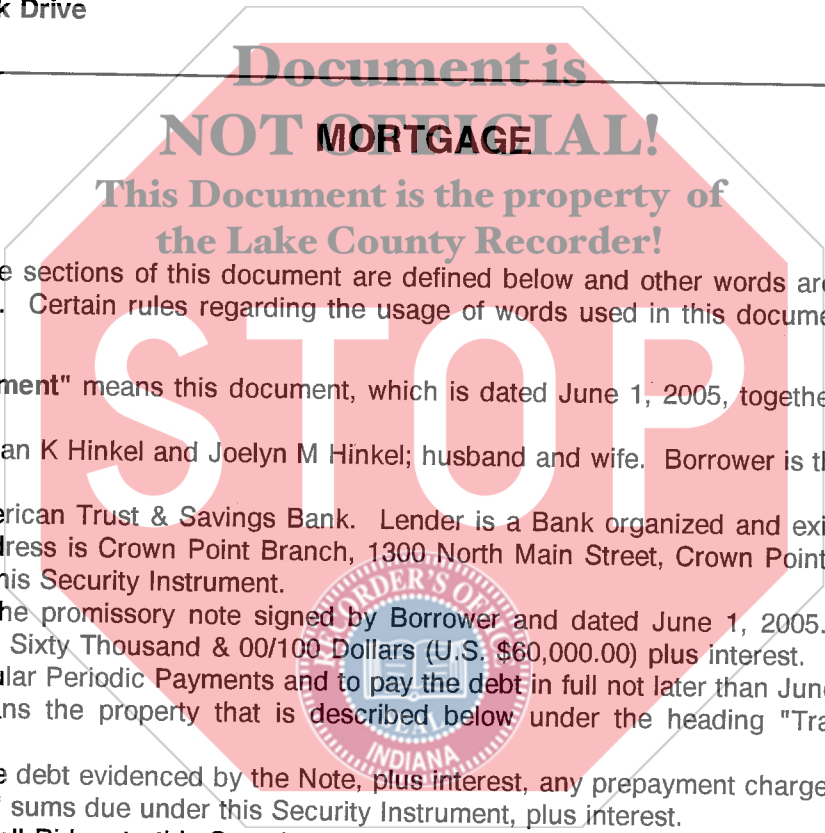 k Drive
Document is
NOT OFFICIAL!
MORTGAGE
This Document is the property of
the Lake County Recorder!
e sections of this document are defined below and other words are
. Certain rules regarding the usage of words used in this docume
STOP
ment" means this document, which is dated June 1, 2005, togethe
an K Hinkel and Joelyn M Hinkel; husband and wife. Borrower is th
erican Trust & Savings Bank. Lender is a Bank organized and exi
dress is Crown Point Branch, 1300 North Main Street, Crown Point
his Security Instrument.
he promissory note signed by Borrower and dated June 1, 2005.
Sixty Thousand & 00/100 Dollars (U.S. $60,000.00) plus interest.
ular Periodic Payments and to pay the debt in full not later than June
ns the property that is described below under the heading "Tra
RECORDER'S OFFICE
INDIANA
e debt evidenced by the Note, plus interest, any prepayment charge
f sums due under this Security Instrument, plus interest.